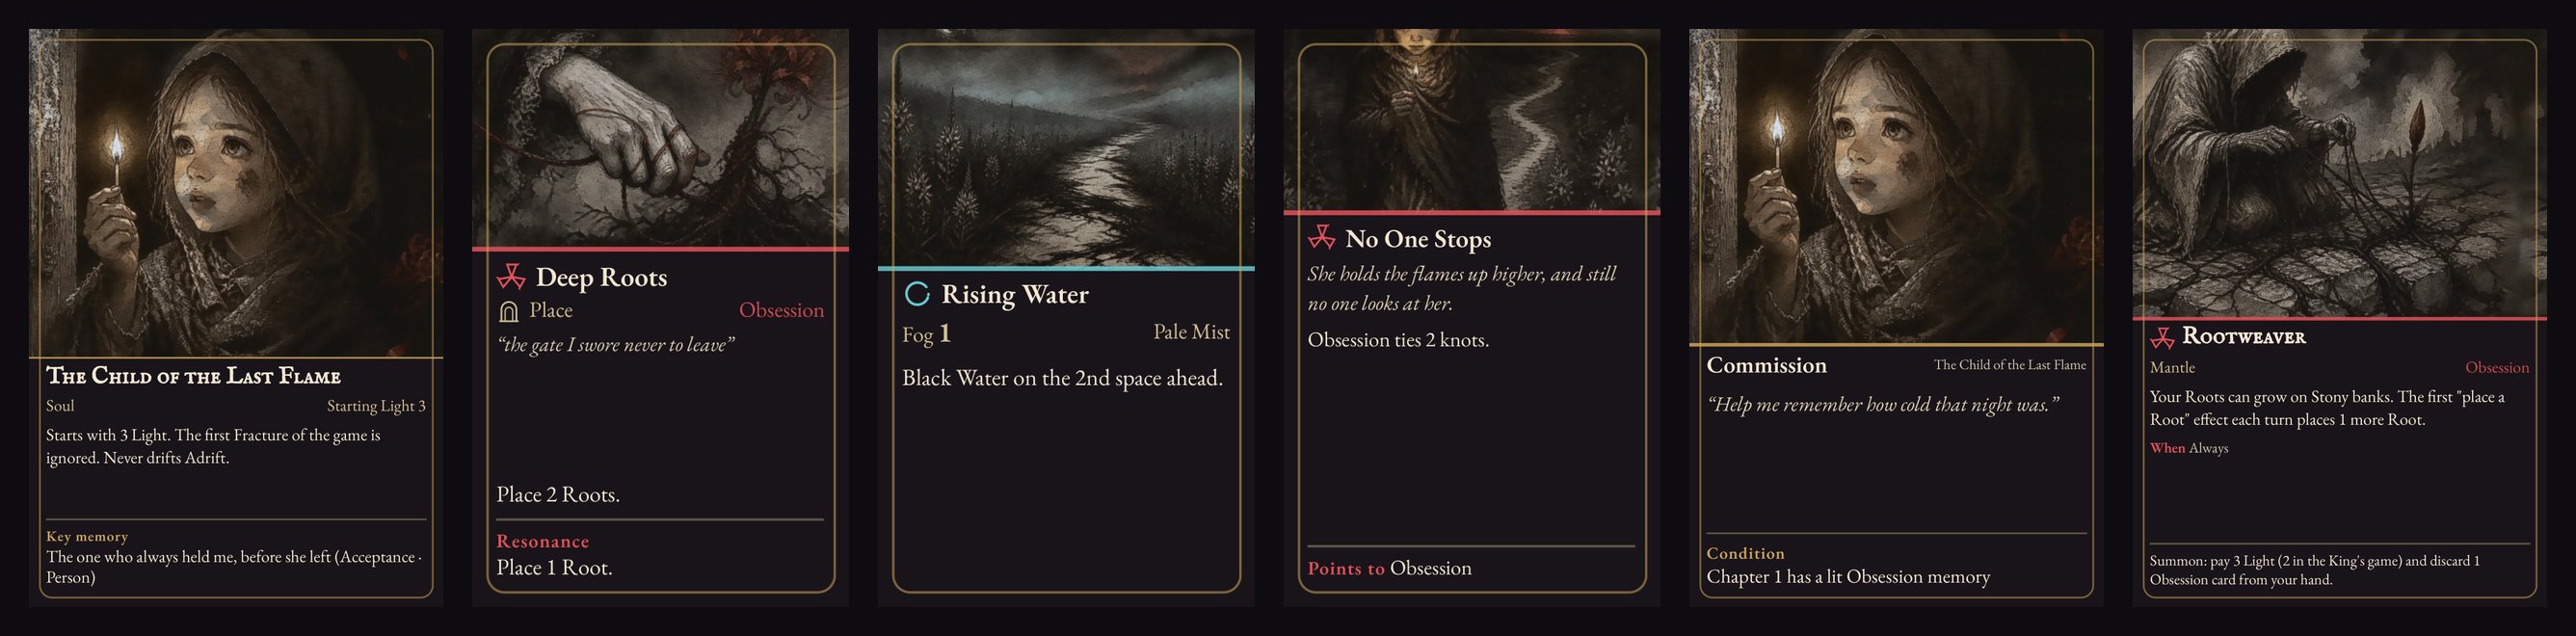 The Child of the Last Flame
Soul Starting Light 3
Starts with 3 Light. The first Fracture of the game is
ignored. Never drifts Adrift.
Key memory
The one who always held me, before she left (Acceptance ·
Person)
Deep Roots
Place Obsession
“the gate I swore never to leave”
Place 2 Roots.
Resonance
Place 1 Root.
Rising Water
Fog 1 Pale Mist
Black Water on the 2nd space ahead.
No One Stops
She holds the flames up higher, and still
no one looks at her.
Obsession ties 2 knots.
Points to Obsession
Commission The Child of the Last Flame
“Help me remember how cold that night was.”
Condition
Chapter 1 has a lit Obsession memory
Rootweaver
Mantle Obsession
Your Roots can grow on Stony banks. The first "place a
Root" effect each turn places 1 more Root.
When Always
Summon: pay 3 Light (2 in the King's game) and discard 1
Obsession card from your hand.